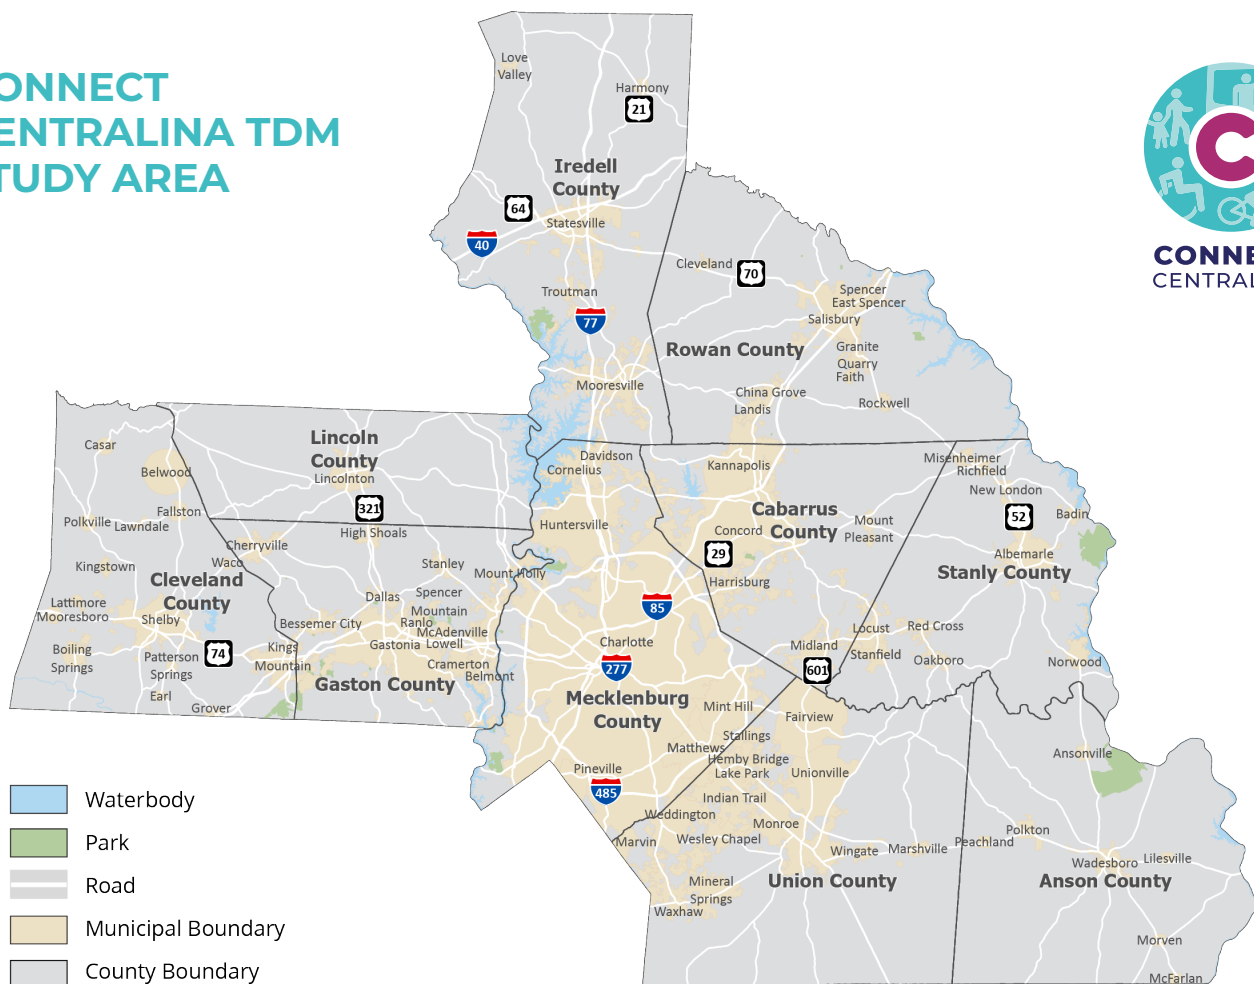 ONNECT
ENTRALINA TDM
TUDY AREA
CONNE
CENTRAL
Love
Valley
Harmony
21
Iredell
County
64
Statesville
40
Cleveland
70
Troutman
77
Spencer
East Spencer
Salisbury
Rowan County
Granite
Quarry
Faith
Mooresville
China Grove
Landis
Rockwell
Casar
Lincoln
County
Belwood
Lincolnton
321
Davidson
Cornelius
Kannapolis
Misenheimer
Richfield
New London
Fallston
Polkville
Lawndale
High Shoals
Huntersville
Cabarrus
County
Concord
Mount
Pleasant
52
Badin
29
Cherryville
Waco
Kingstown
Cleveland
County
Stanley
Mount Holly
Harrisburg
Albemarle
Stanly County
Lattimore
Mooresboro
Shelby
Dallas
Spencer
Mountain
Ranlo
McAdenville
Bessemer City
Gastonia
Lowell
85
Boiling
Springs
Patterson
Springs
74
Kings
Mountain
Cramerton
Belmont
Charlotte
277
Midland
601
Locust
Stanfield
Red Cross
Oakboro
Norwood
Earl
Grover
Gaston County
Mecklenburg
County
Mint Hill
Fairview
Stallings
Matthews
Hemby Bridge
Lake Park
Unionville
Ansonville
Pineville
485
Indian Trail
Weddington
Monroe
Marvin
Wesley Chapel
Wingate
Marshville
Peachland
Polkton
Wadesboro
Lilesville
Union County
Anson County
Mineral
Springs
Waxhaw
Morven
McFarlan
Waterbody
Park
Road
Municipal Boundary
County Boundary